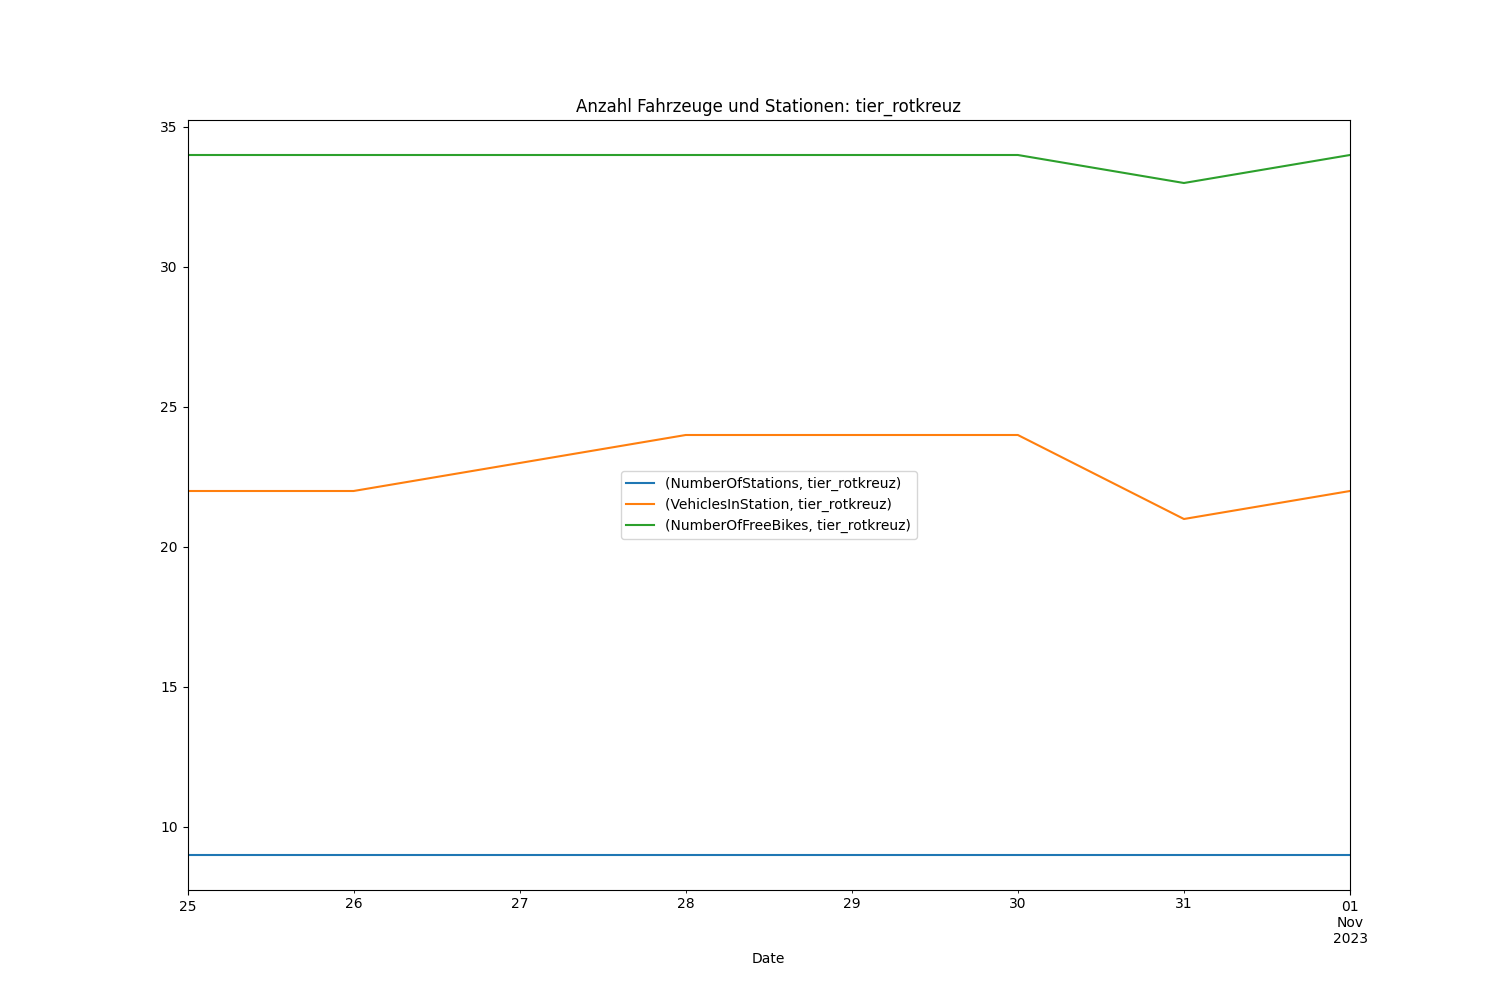 Anzahl Fahrzeuge und Stationen: tier_rotkreuz
35
30
25
20
15
10
(NumberOfStations, tier_rotkreuz)
(VehiclesInStation, tier_rotkreuz)
(NumberOfFreeBikes, tier_rotkreuz)
25 26 27 28 29 30 31 01
Nov
2023
Date